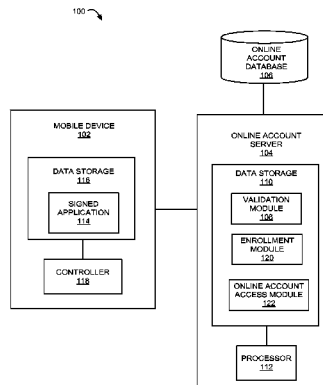 100
ONLINE
ACCOUNT
DATABASE
106
MOBILE DEVICE
102
DATA STORAGE
116
SIGNED
APPLICATION
114
CONTROLLER
118
ONLINE ACCOUNT
SERVER
104
DATA STORAGE
110
VALIDATION
MODULE
108
ENROLLMENT
MODULE
120
ONLINE ACCOUNT
ACCESS MODULE
122
PROCESSOR
112